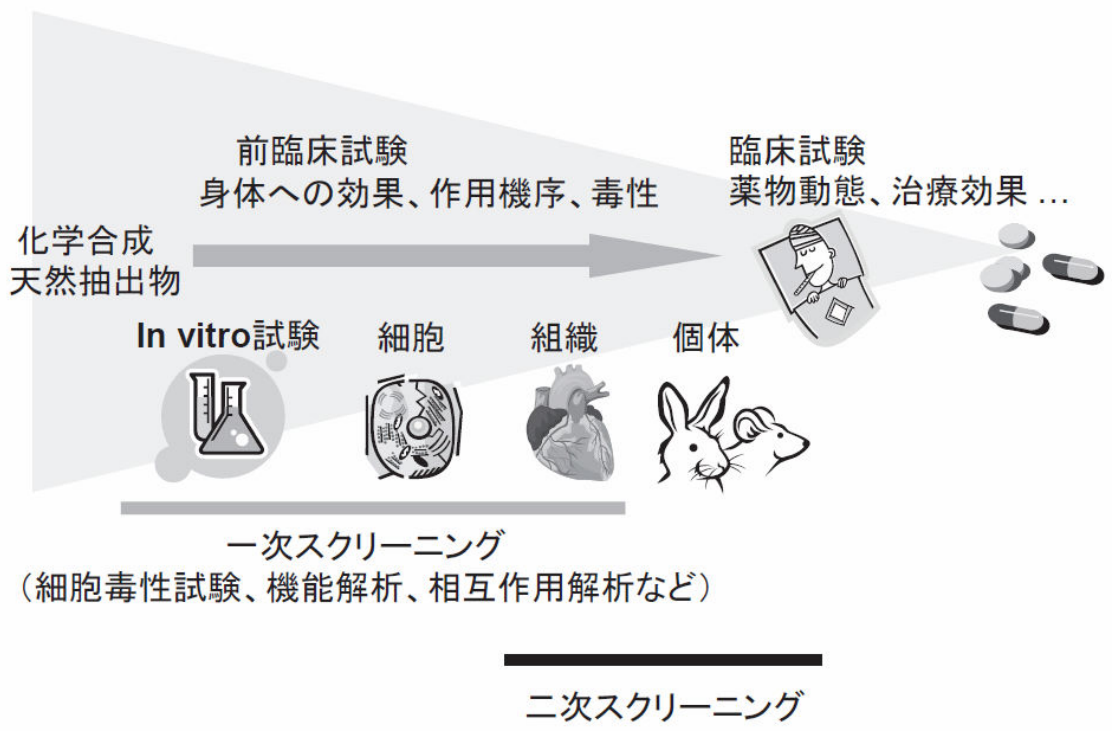 前臨床試験
身体への効果、作用機序、毒性
臨床試験
薬物動態、治療効果 …
化学合成
天然抽出物
In vitro試験
細胞
組織
個体
一次スクリーニング
（細胞毒性試験、機能解析、相互作用解析など）
二次スクリーニング